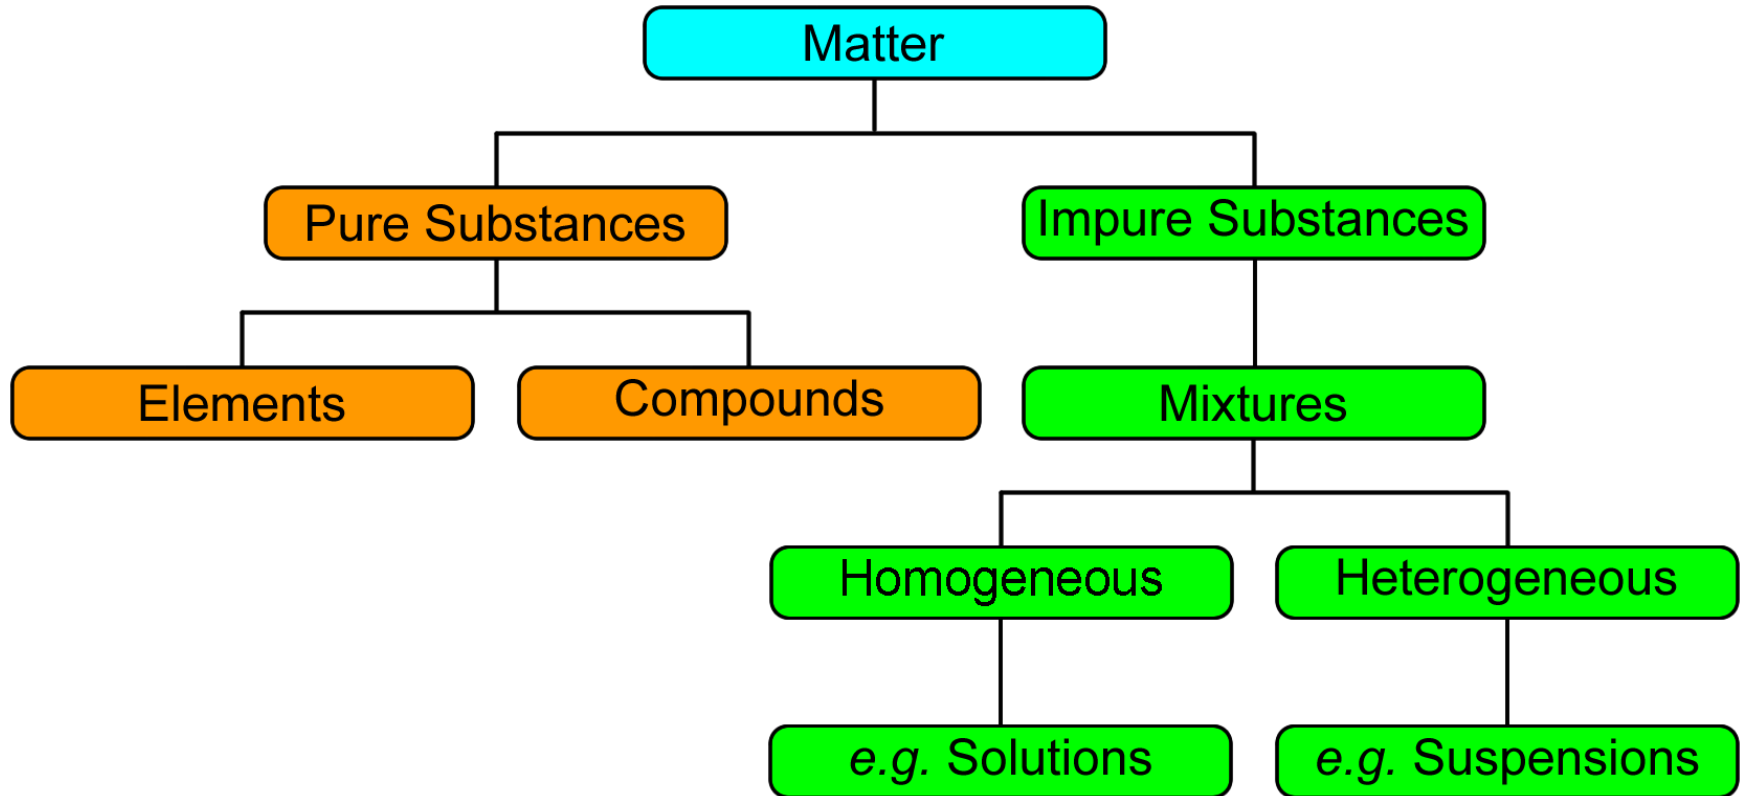 Matter
Pure Substances
Impure Substances
Elements
Compounds
Mixtures
Homogeneous
Heterogeneous
e.g. Solutions
e.g. Suspensions